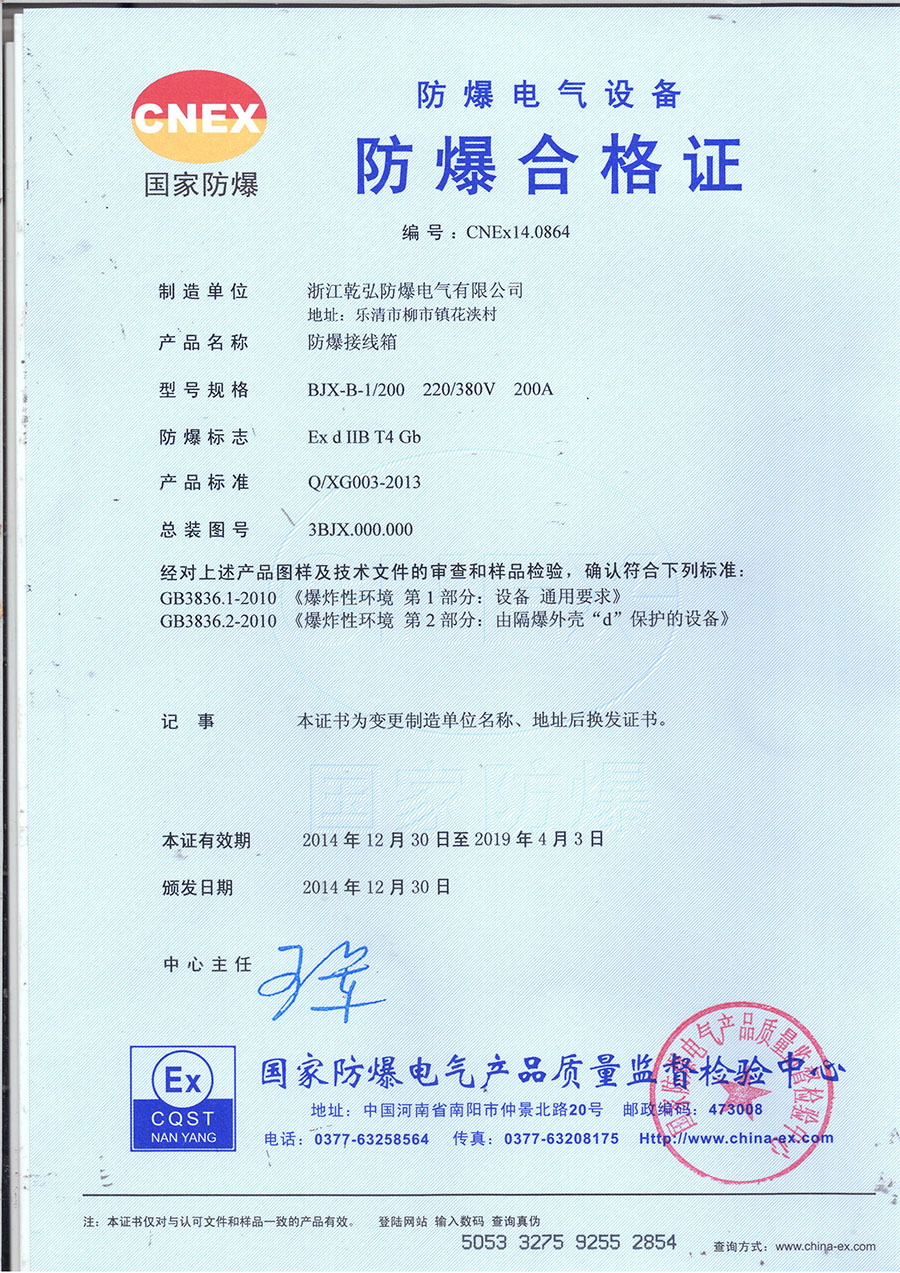 CNEX
国家防爆
防爆电气设备
防爆合格证
编号：CNEx14.0864
制造单位 浙江乾弘防爆电气有限公司
地址：乐清市柳市镇花浃村
产品名称 防爆接线箱
型号规格 BJX-B-1/200 220/380V 200A
防爆标志 Ex d IIB T4 Gb
产品标准 Q/XG003-2013
总装图号 3BJX.000.000
经对上述产品图样及技术文件的审查和样品检验，确认符合下列标准：
GB3836.1-2010 《爆炸性环境 第1部分：设备 通用要求》
GB3836.2-2010 《爆炸性环境 第2部分：由隔爆外壳“d”保护的设备》
记 事 本证书为变更制造单位名称、地址后换发证书。
国家防爆
本证有效期 2014年12月30日至2019年4月3日
颁发日期 2014年12月30日
中心主任
Ex
CQST
NAN YANG
国家防爆电气产品质量监督检验中心
地址：中国河南省南阳市仲景北路20号 邮政编码：473008
电话：0377-63258564 传真：0377-63208175 Http://www.china-ex.com
国家防爆电气产品质量监督检验中心
注：本证书仅对与认可文件和样品一致的产品有效。 登陆网站 输入数码 查询真伪
5053 3275 9255 2854
查询方式：www.china-ex.com